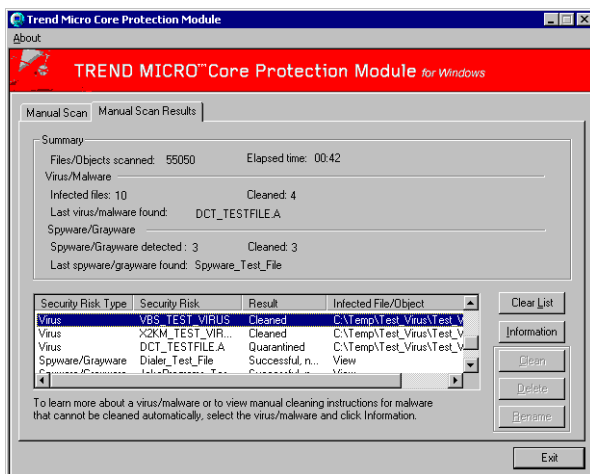 Trend Micro Core Protection Module
About
TREND MICRO™ Core Protection Module for Windows
Manual Scan Manual Scan Results
Summary
Files/Objects scanned: 55050 Elapsed time: 00:42
Virus/Malware
Infected files: 10 Cleaned: 4
Last virus/malware found: DCT_TESTFILE.A
Spyware/Grayware
Spyware/Grayware detected : 3 Cleaned: 3
Last spyware/grayware found: Spyware_Test_File
Security Risk Type Security Risk Result Infected File/Object
Virus VBS_TEST_VIRUS Cleaned C:\Temp\Test_Virus\Test_V
Virus X2KM_TEST_VIR... Cleaned C:\Temp\Test_Virus\Test_V
Virus DCT_TESTFILE.A Quarantined C:\Temp\Test_Virus\Test_V
Spyware/Grayware Dialer_Test_File Successful, n... View
Clear List
Information
Clean
Delete
Rename
To learn more about a virus/malware or to view manual cleaning instructions for malware
that cannot be cleaned automatically, select the virus/malware and click Information.
Exit